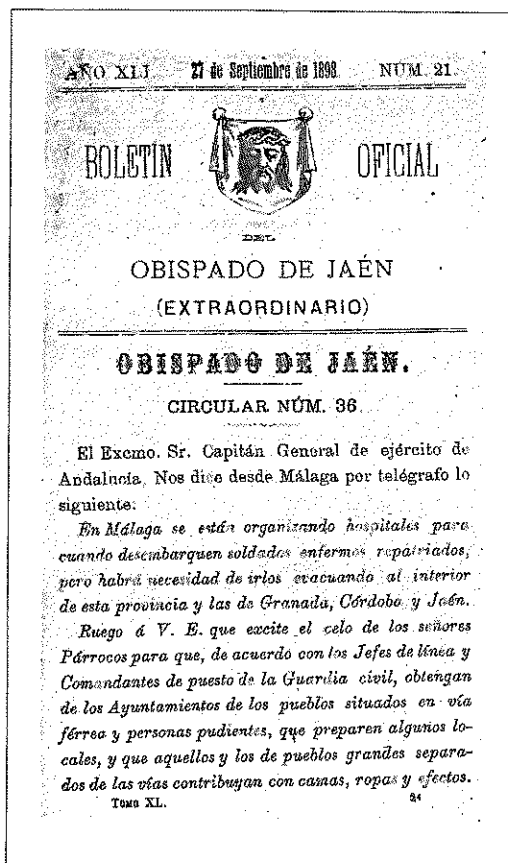 AÑO XLI 27 de Septiembre de 1898 NÚM. 21.
BOLETÍN OFICIAL
DEL
OBISPADO DE JAÉN
(EXTRAORDINARIO)
OBISPADO DE JAÉN.
CIRCULAR NÚM. 36
El Excmo. Sr. Capitán General de ejército de
Andalucía, Nos dice desde Málaga por telégrafo lo
siguiente:
En Málaga se están organizando hospitales para
cuando desembarquen soldados enfermos repatriados,
pero habrá necesidad de irlos evacuando al interior
de esta provincia y las de Granada, Córdoba y Jaén.
Ruego á V. E. que excite el celo de los señores
Párrocos para que, de acuerdo con los Jefes de línea y
Comandantes de puesto de la Guardia civil, obtengan
de los Ayuntamientos de los pueblos situados en vía
férrea y personas pudientes, que preparen algunos lo-
cales, y que aquellos y los de pueblos grandes separa-
dos de las vías contribuyan con camas, ropas y efectos.
TOMO XL.